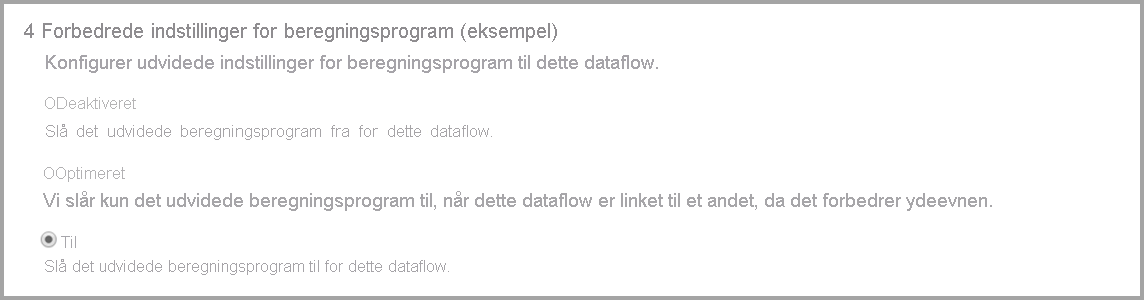 4 Forbedrede indstillinger for beregningsprogram (eksempel)
Konfigurer udvidede indstillinger for beregningsprogram til dette dataflow.
ODeaktiveret
Slå det udvidede beregningsprogram fra for dette dataflow.
OOptimeret
Vi slår kun det udvidede beregningsprogram til, når dette dataflow er linket til et andet, da det forbedrer ydeevnen.
Til
Slå det udvidede beregningsprogram til for dette dataflow.